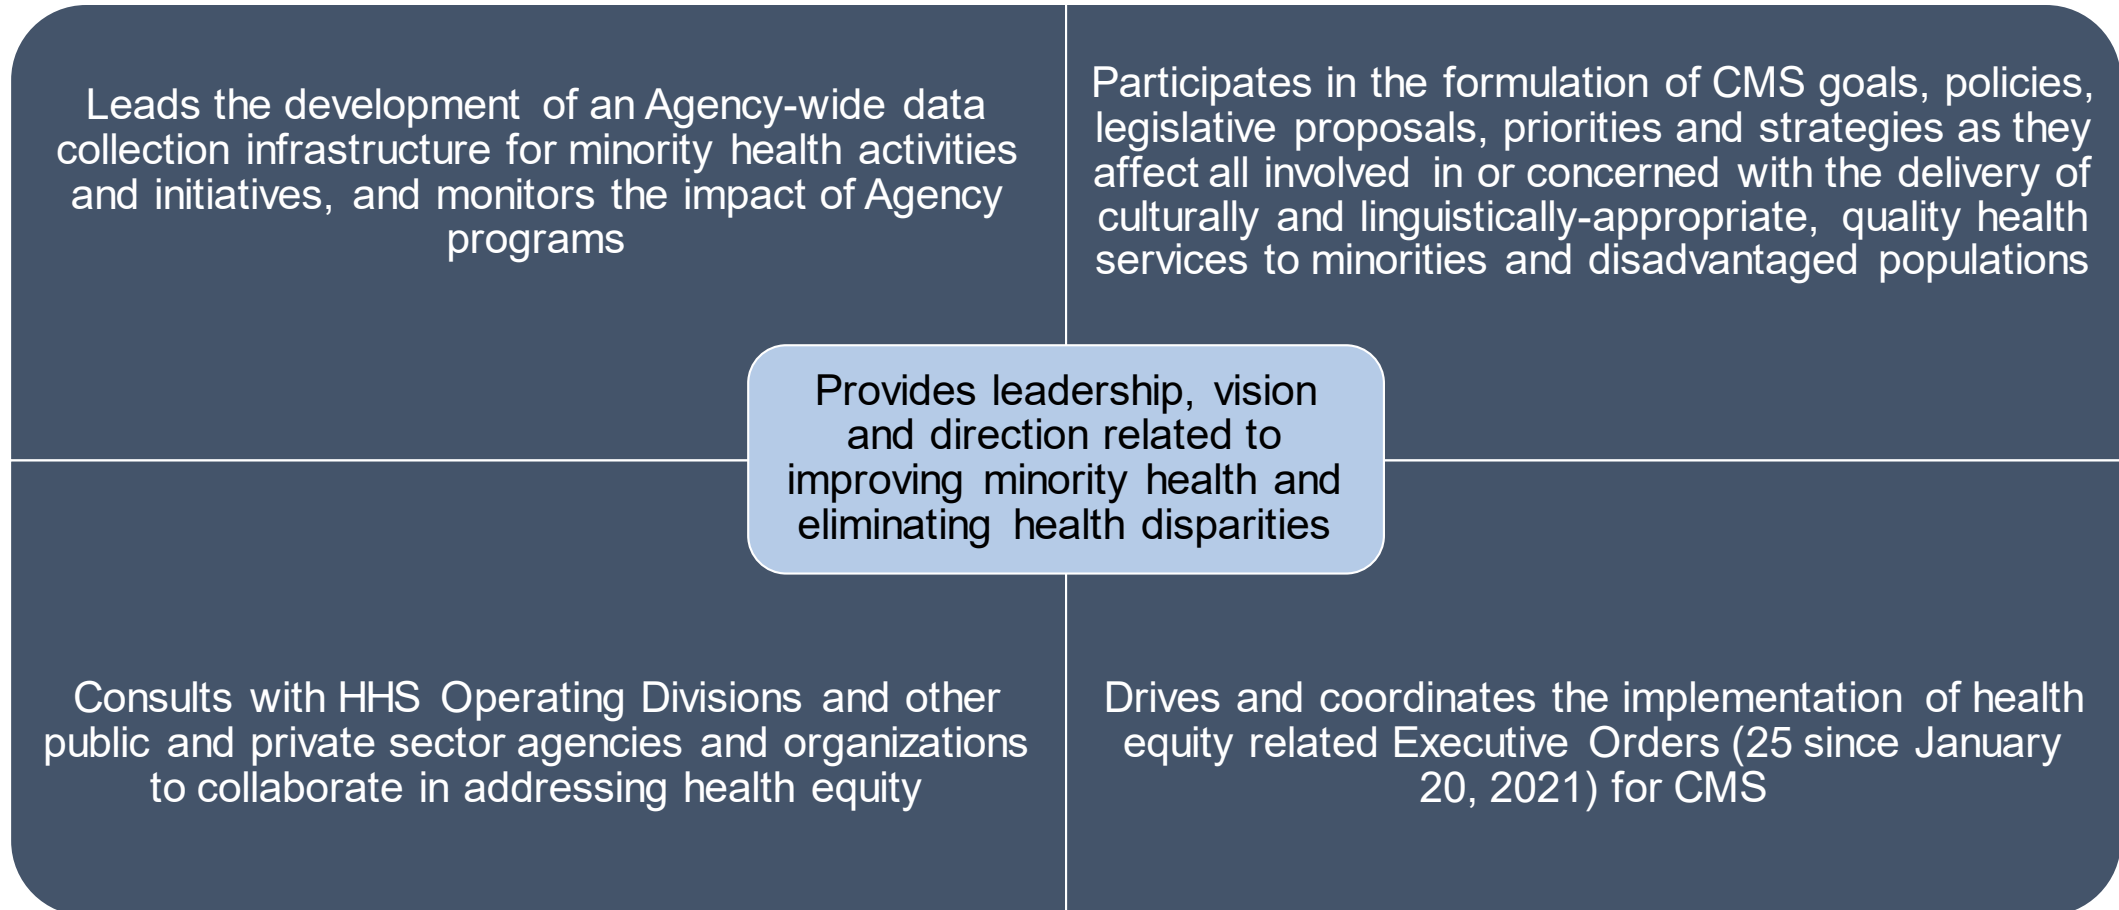 Leads the development of an Agency-wide data
collection infrastructure for minority health activities
and initiatives, and monitors the impact of Agency
programs
Participates in the formulation of CMS goals, policies,
legislative proposals, priorities and strategies as they
affect all involved in or concerned with the delivery of
culturally and linguistically-appropriate, quality health
services to minorities and disadvantaged populations
Provides leadership, vision
and direction related to
improving minority health and
eliminating health disparities
Consults with HHS Operating Divisions and other
public and private sector agencies and organizations
to collaborate in addressing health equity
Drives and coordinates the implementation of health
equity related Executive Orders (25 since January
20, 2021) for CMS